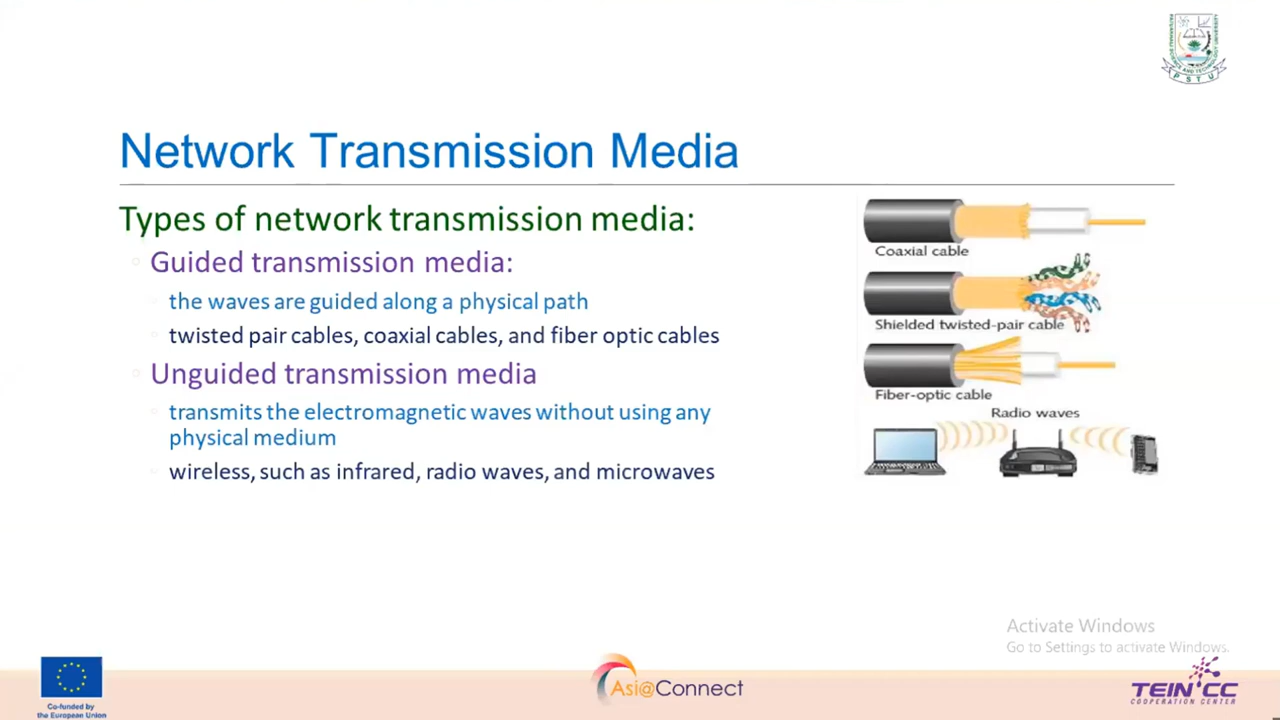 Network Transmission Media
Types of network transmission media:
Guided transmission media:
the waves are guided along a physical path
twisted pair cables, coaxial cables, and fiber optic cables
Unguided transmission media
transmits the electromagnetic waves without using any
physical medium
wireless, such as infrared, radio waves, and microwaves
Coaxial cable
Shielded twisted-pair cable
Fiber-optic cable
Radio waves
Activate Windows
Go to Settings to activate Windows.
Co-funded by
the European Union
Asi@Connect
TEIN*CC
COOPERATION CENTER
PSTU